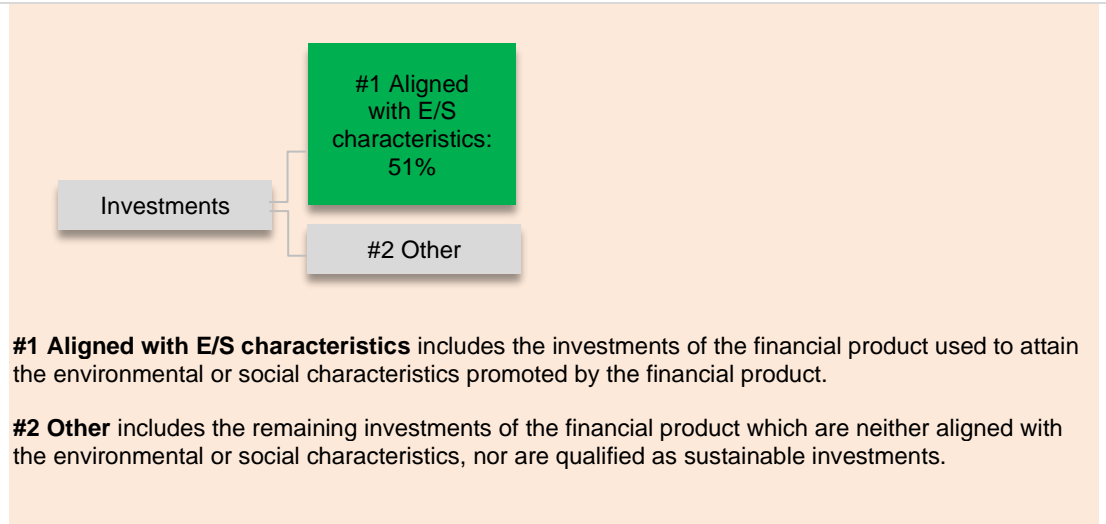 #1 Aligned
with E/S
characteristics:
51%
Investments
#2 Other
#1 Aligned with E/S characteristics includes the investments of the financial product used to attain
the environmental or social characteristics promoted by the financial product.
#2 Other includes the remaining investments of the financial product which are neither aligned with
the environmental or social characteristics, nor are qualified as sustainable investments.